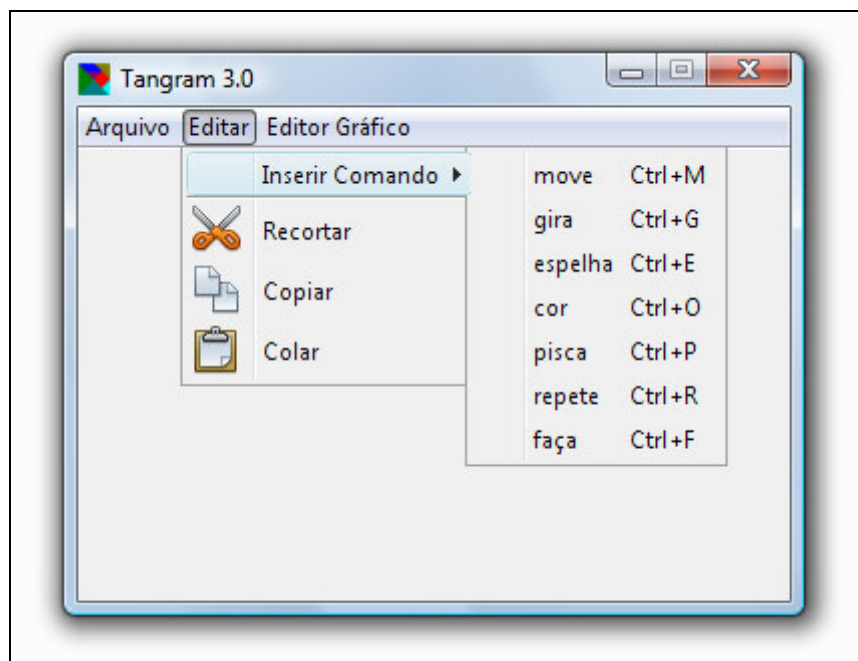 Tangram 3.0
Arquivo Editar Editor Gráfico
Inserir Comando
Recortar
Copiar
Colar
move Ctrl+M
gira Ctrl+G
espelha Ctrl+E
cor Ctrl+O
pisca Ctrl+P
repete Ctrl+R
faça Ctrl+F